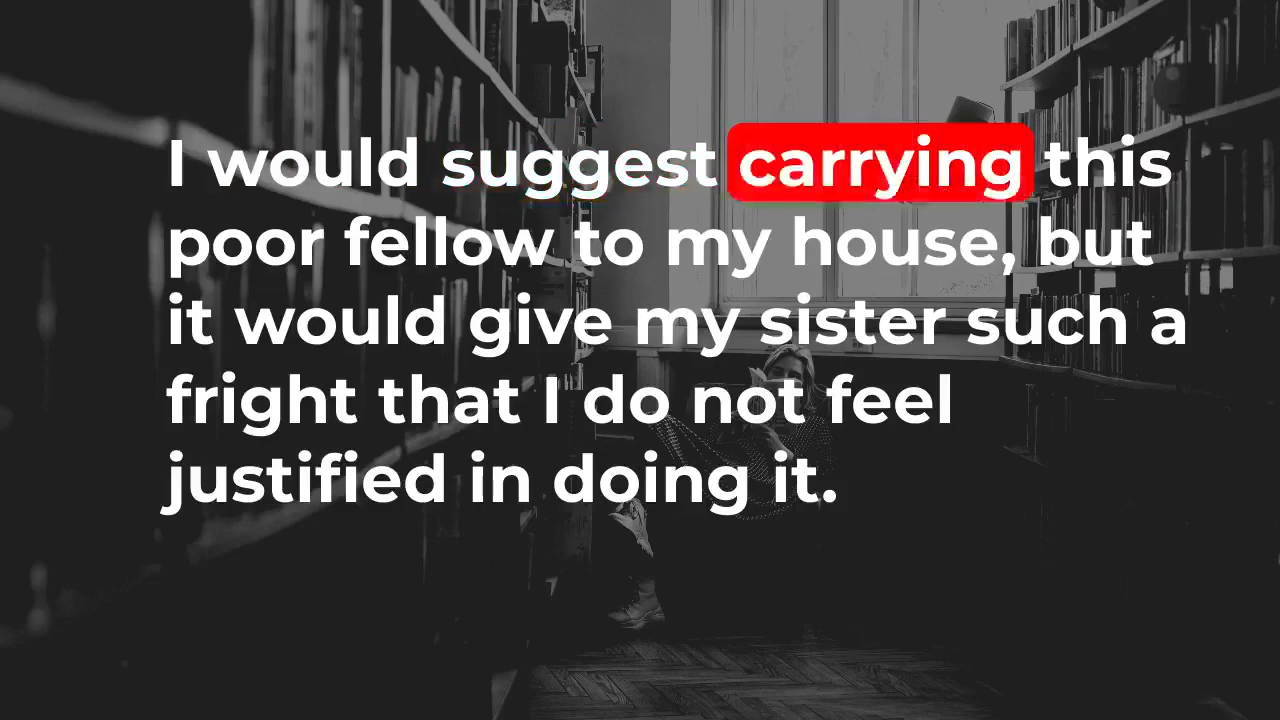 I would suggest carrying this
poor fellow to my house, but
it would give my sister such a
fright that I do not feel
justified in doing it.